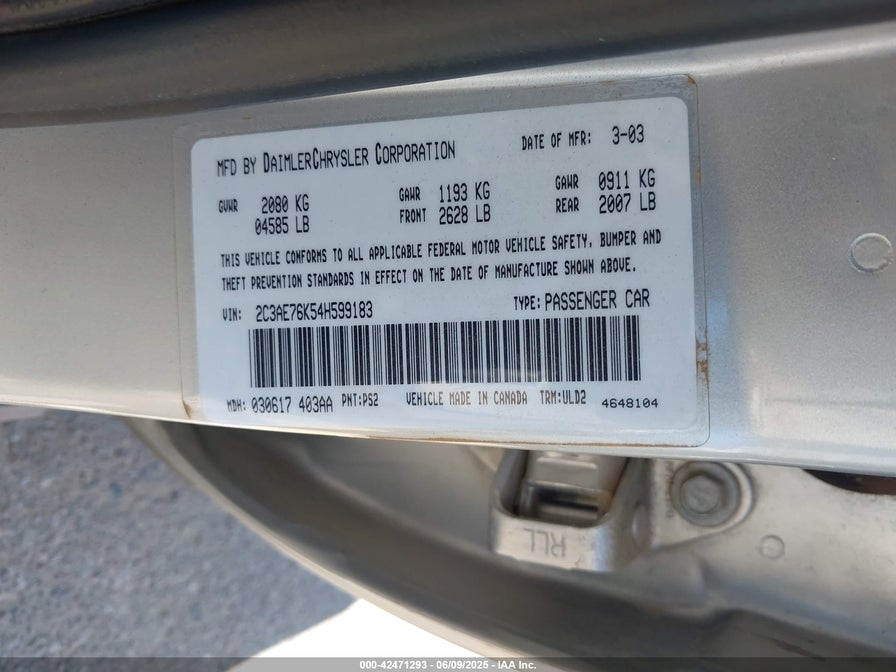 MFD BY DAIMLERCHRYSLER CORPORATION DATE OF MFR: 3-03
GVWR 2080 KG GAWR 1193 KG GAWR 0911 KG
04585 LB FRONT 2628 LB REAR 2007 LB
THIS VEHICLE CONFORMS TO ALL APPLICABLE FEDERAL MOTOR VEHICLE SAFETY, BUMPER AND
THEFT PREVENTION STANDARDS IN EFFECT ON THE DATE OF MANUFACTURE SHOWN ABOVE.
VIN: 2C3AE76K54H599183 TYPE: PASSENGER CAR
MDH: 030617 403AA PNT:PS2 VEHICLE MADE IN CANADA TRM:ULD2 4648104
RLL
000-42471293 - 06/09/2025 - IAA Inc.